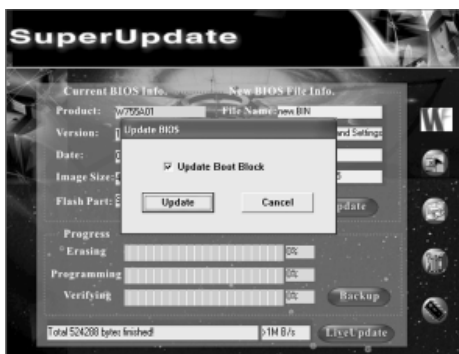 SuperUpdate
Current BIOS Info. New BIOS File Info.
Product: W755A01 File Name: new.BIN
Version: and Settings
Date:
Image Size:
Flash Part: pdate
Update BIOS
Update Boot Block
Update Cancel
Progress
Erasing 0%
Programming 0%
Verifying 0% Backup
Total 524288 bytes finished! >1M B/s LiveUpdate